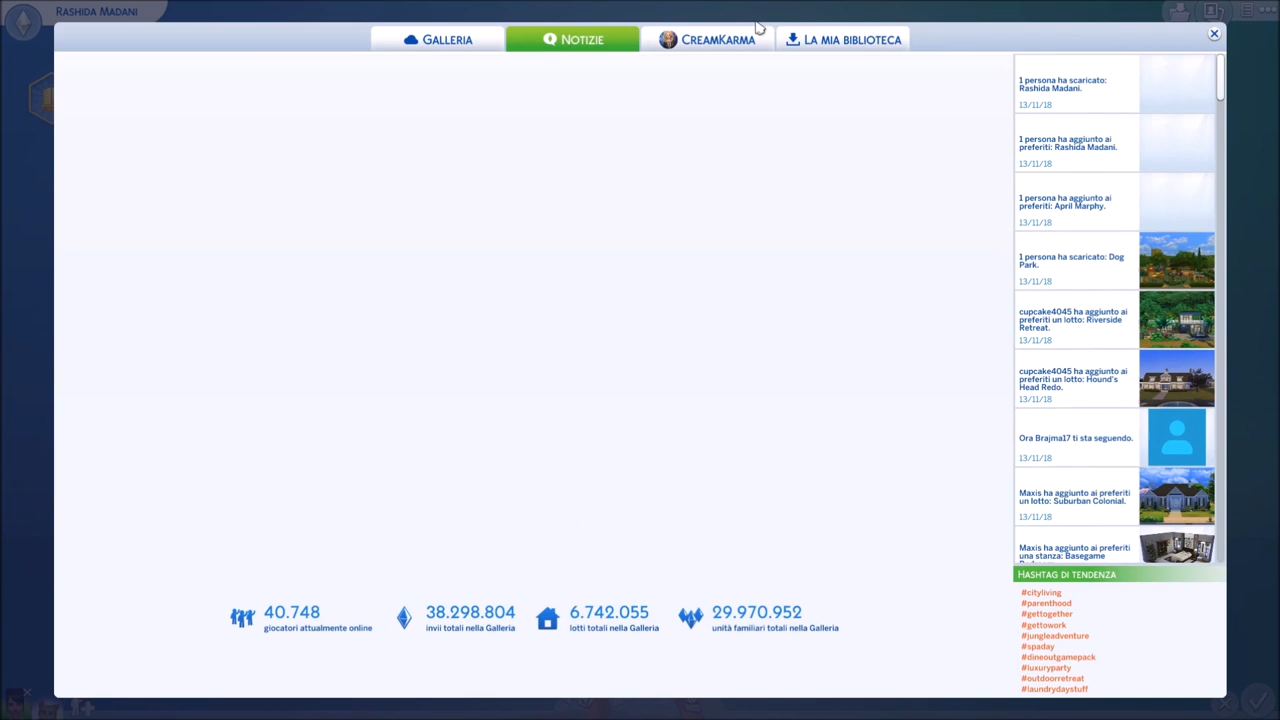 Rashida Madani
Galleria
Notizie
CreamKarma
La mia biblioteca
1 persona ha scaricato:
Rashida Madani.
13/11/18
1 persona ha aggiunto ai
preferiti: Rashida Madani.
13/11/18
1 persona ha aggiunto ai
preferiti: April Marphy.
13/11/18
1 persona ha scaricato: Dog
Park.
13/11/18
cupcake4045 ha aggiunto ai
preferiti un lotto: Riverside
Retreat.
13/11/18
cupcake4045 ha aggiunto ai
preferiti un lotto: Hound's
Head Redo.
13/11/18
Ora Brajma17 ti sta seguendo.
13/11/18
Maxis ha aggiunto ai preferiti
un lotto: Suburban Colonial.
13/11/18
Maxis ha aggiunto ai preferiti
una stanza: Basegame
Hashtag di tendenza
#cityliving
#parenthood
#gettogether
#gettowork
#jungleadventure
#spaday
#dineoutgamepack
#luxuryparty
#outdoorretreat
#laundrydaystuff
40.748
giocatori attualmente online
38.298.804
invii totali nella Galleria
6.742.055
lotti totali nella Galleria
29.970.952
unità familiari totali nella Galleria